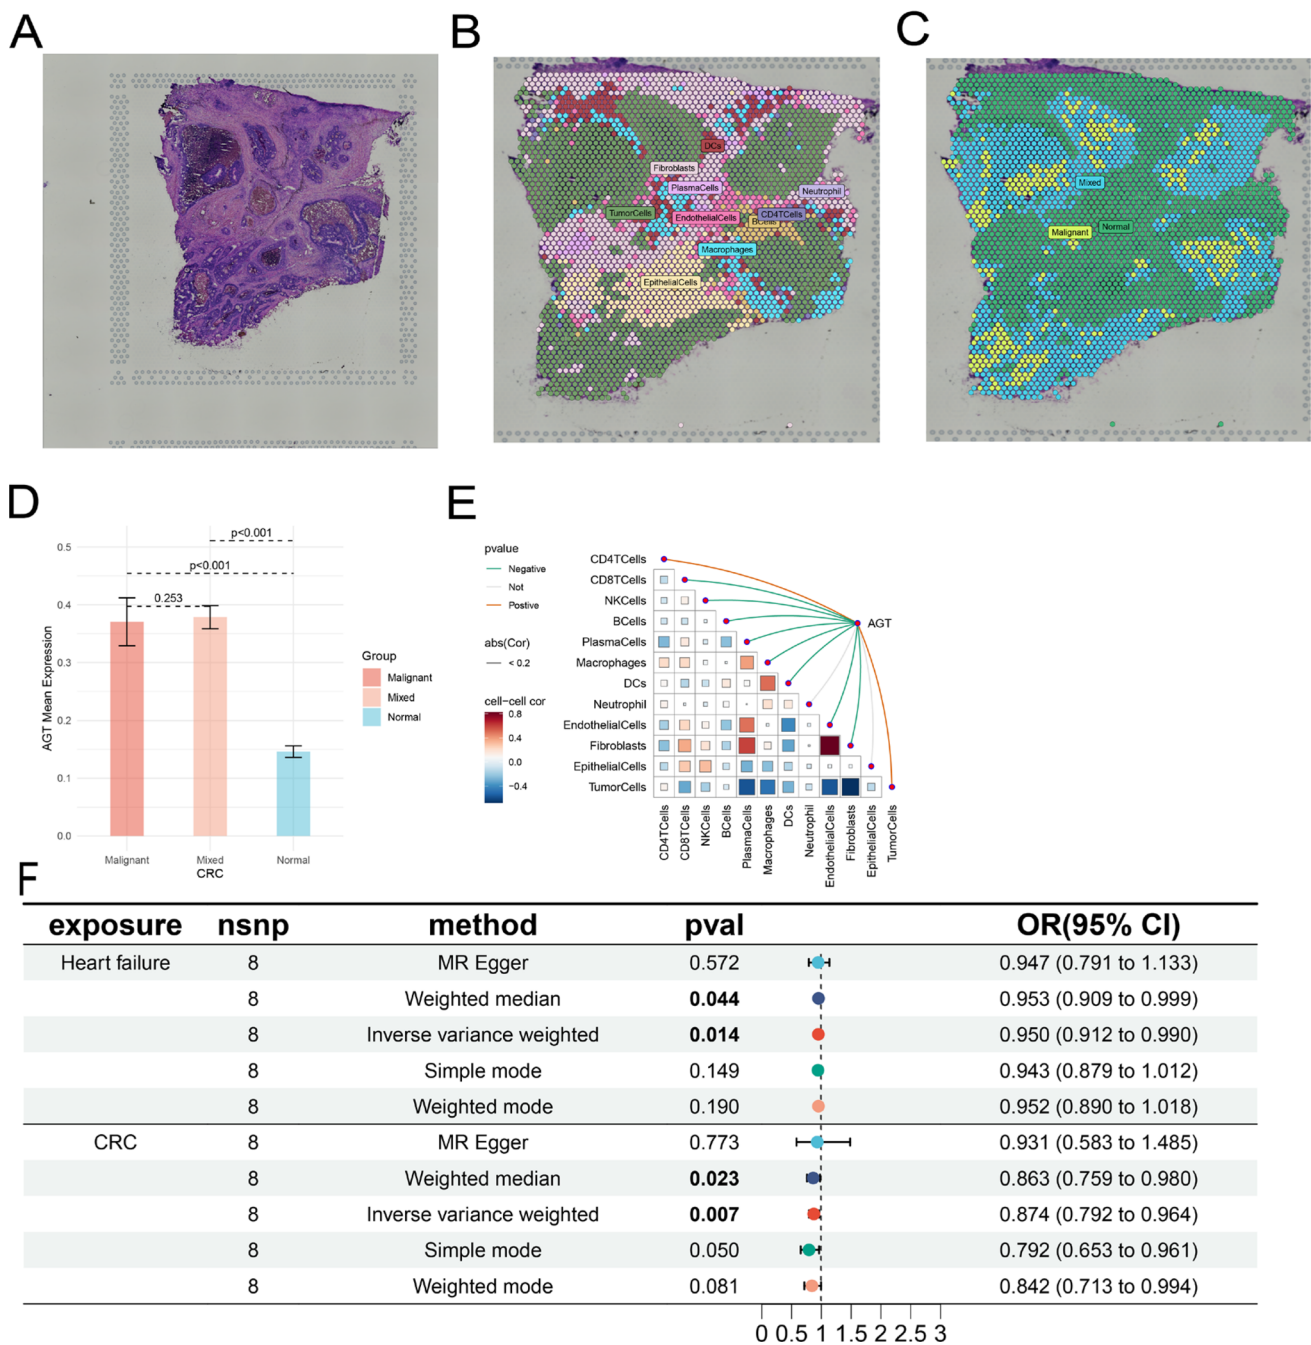 A
B
C
DCs
Fibroblasts
PlasmaCells
Neutrophil
TumorCells
EndothelialCells
CD4TCells
Macrophages
EpithelialCells
Mixed
Malignant
Normal
D
AGT Mean Expression
0.5
0.4
0.3
0.2
0.1
0.0
p<0.001
p<0.001
0.253
Malignant
Mixed
Normal
CRC
Group
Malignant
Mixed
Normal
E
pvalue
Negative
Not
Postive
abs(Cor)
< 0.2
cell−cell cor
0.8
0.4
0.0
−0.4
CD4TCells
CD8TCells
NKCells
BCells
PlasmaCells
Macrophages
DCs
Neutrophil
EndothelialCells
Fibroblasts
EpithelialCells
TumorCells
AGT
CD4TCells
CD8TCells
NKCells
BCells
PlasmaCells
Macrophages
DCs
Neutrophil
EndothelialCells
Fibroblasts
EpithelialCells
TumorCells
F
exposure nsnp method pval OR(95% CI)
Heart failure 8 MR Egger 0.572 0.947 (0.791 to 1.133)
8 Weighted median 0.044 0.953 (0.909 to 0.999)
8 Inverse variance weighted 0.014 0.950 (0.912 to 0.990)
8 Simple mode 0.149 0.943 (0.879 to 1.012)
8 Weighted mode 0.190 0.952 (0.890 to 1.018)
CRC 8 MR Egger 0.773 0.931 (0.583 to 1.485)
8 Weighted median 0.023 0.863 (0.759 to 0.980)
8 Inverse variance weighted 0.007 0.874 (0.792 to 0.964)
8 Simple mode 0.050 0.792 (0.653 to 0.961)
8 Weighted mode 0.081 0.842 (0.713 to 0.994)
0 0.5 1 1.5 2 2.5 3